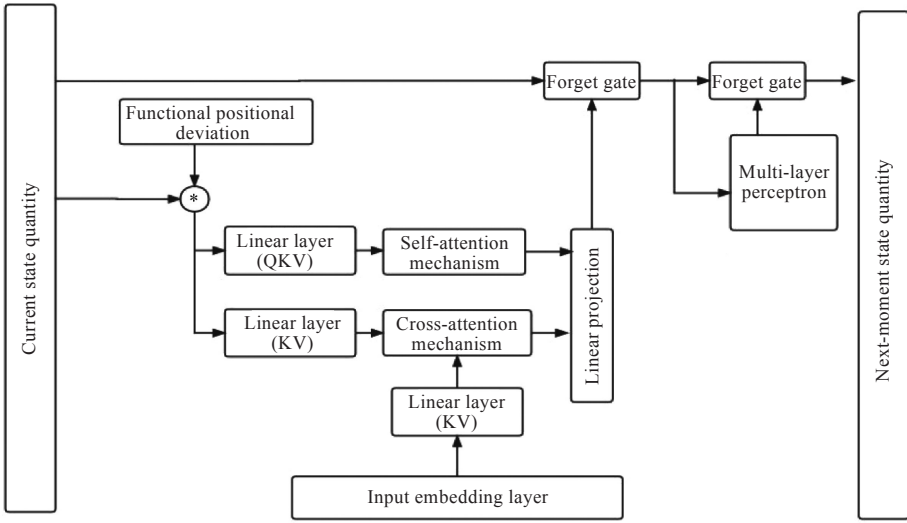 Current state quantity
Functional positional
deviation
*
Linear layer
(QKV)
Self-attention
mechanism
Linear layer
(KV)
Cross-attention
mechanism
Linear layer
(KV)
Input embedding layer
Linear projection
Forget gate
Forget gate
Multi-layer
perceptron
Next-moment state quantity